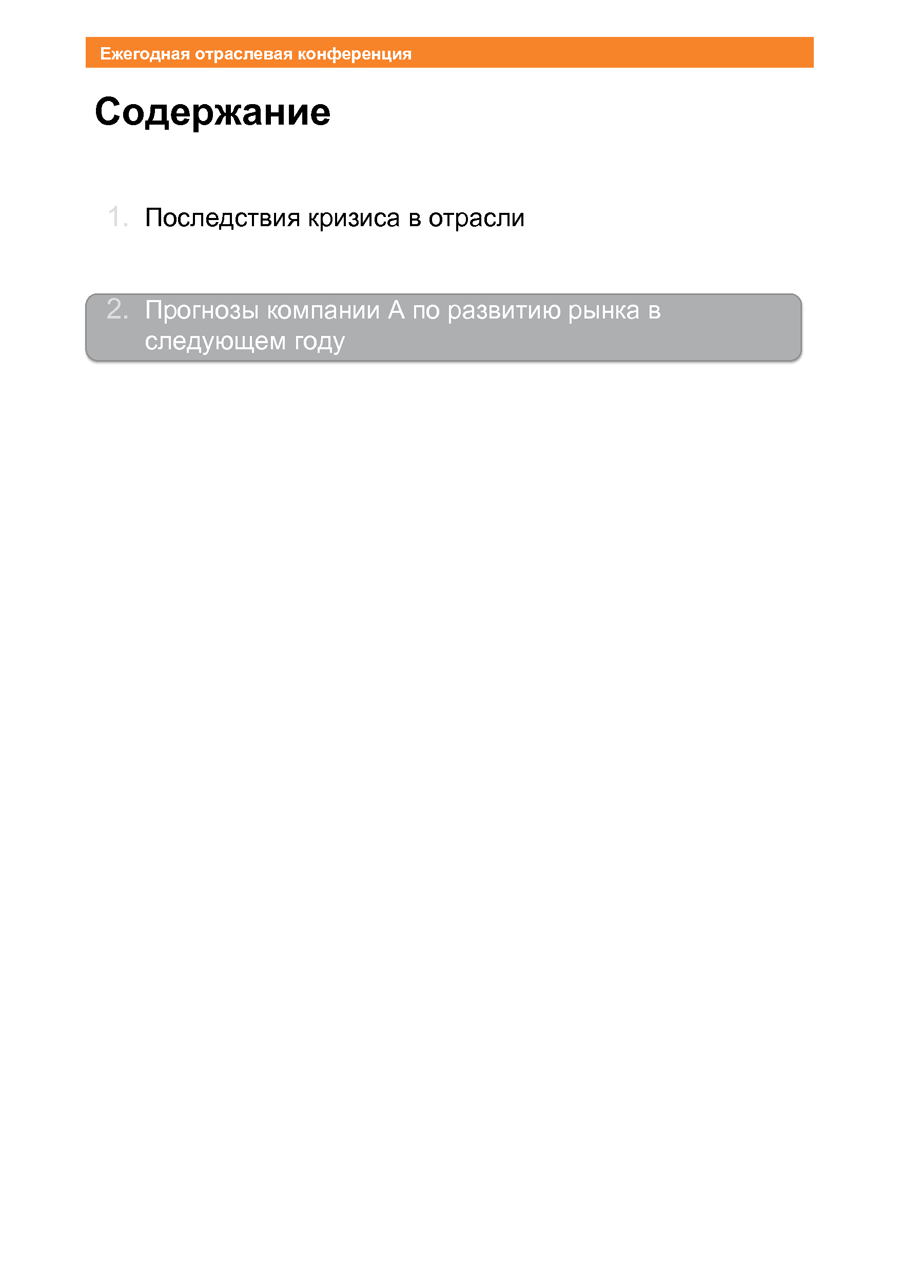 Ежегодная отраслевая конференция
Содержание
1. Последствия кризиса в отрасли
2. Прогнозы компании А по развитию рынка в
следующем году